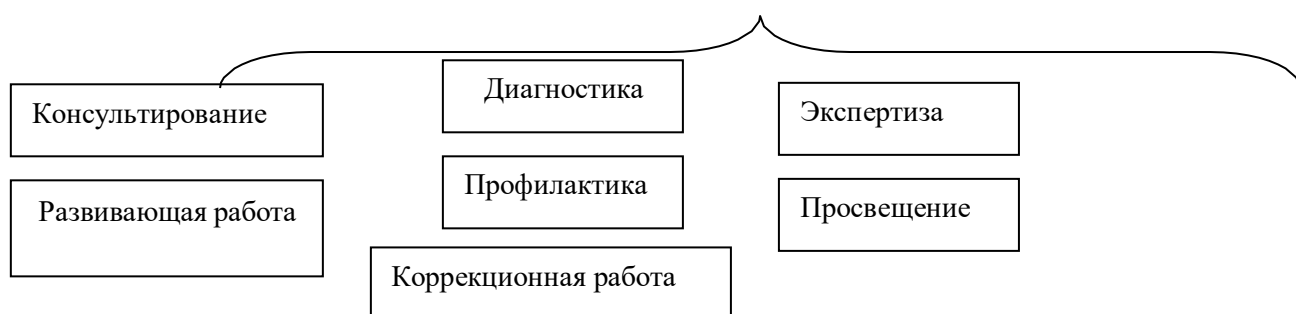 Консультирование
Диагностика
Экспертиза
Развивающая работа
Профилактика
Просвещение
Коррекционная работа